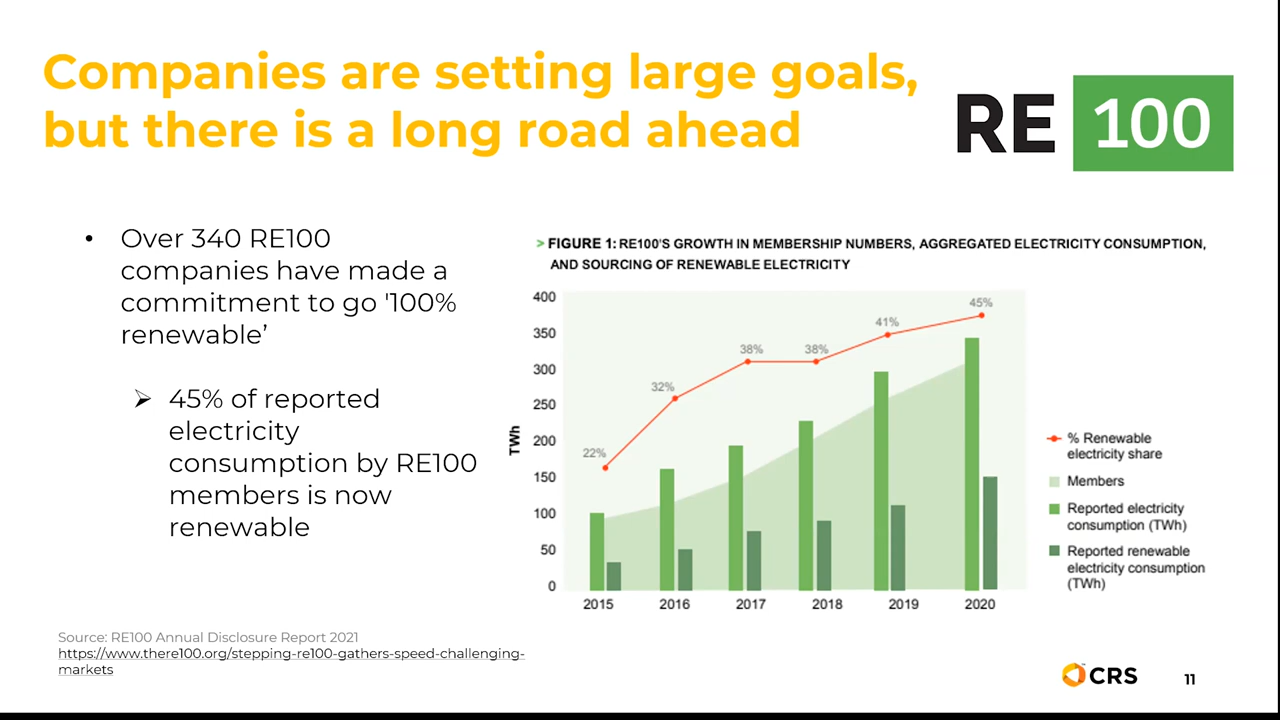 Companies are setting large goals,
but there is a long road ahead
RE 100
• Over 340 RE100
companies have made a
commitment to go '100%
renewable’
➢ 45% of reported
electricity
consumption by RE100
members is now
renewable
> FIGURE 1: RE100'S GROWTH IN MEMBERSHIP NUMBERS, AGGREGATED ELECTRICITY CONSUMPTION,
AND SOURCING OF RENEWABLE ELECTRICITY
400
350
300
250
200
150
100
50
0
TWh
22%
32%
38%
38%
41%
45%
2015 2016 2017 2018 2019 2020
% Renewable
electricity share
Members
Reported electricity
consumption (TWh)
Reported renewable
electricity consumption
(TWh)
Source: RE100 Annual Disclosure Report 2021
https://www.there100.org/stepping-re100-gathers-speed-challenging-
markets
CRS
11